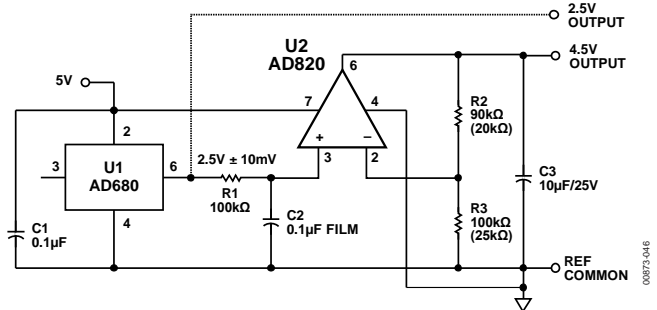 2.5V
OUTPUT
U2
AD820
6
4.5V
OUTPUT
5V
7
4
R2
90kΩ
(20kΩ)
2
+
–
U1
AD680
3
6
2.5V ± 10mV
3
2
R1
100kΩ
C3
10µF/25V
4
C2
0.1µF FILM
R3
100kΩ
(25kΩ)
C1
0.1µF
REF
COMMON
00873-046